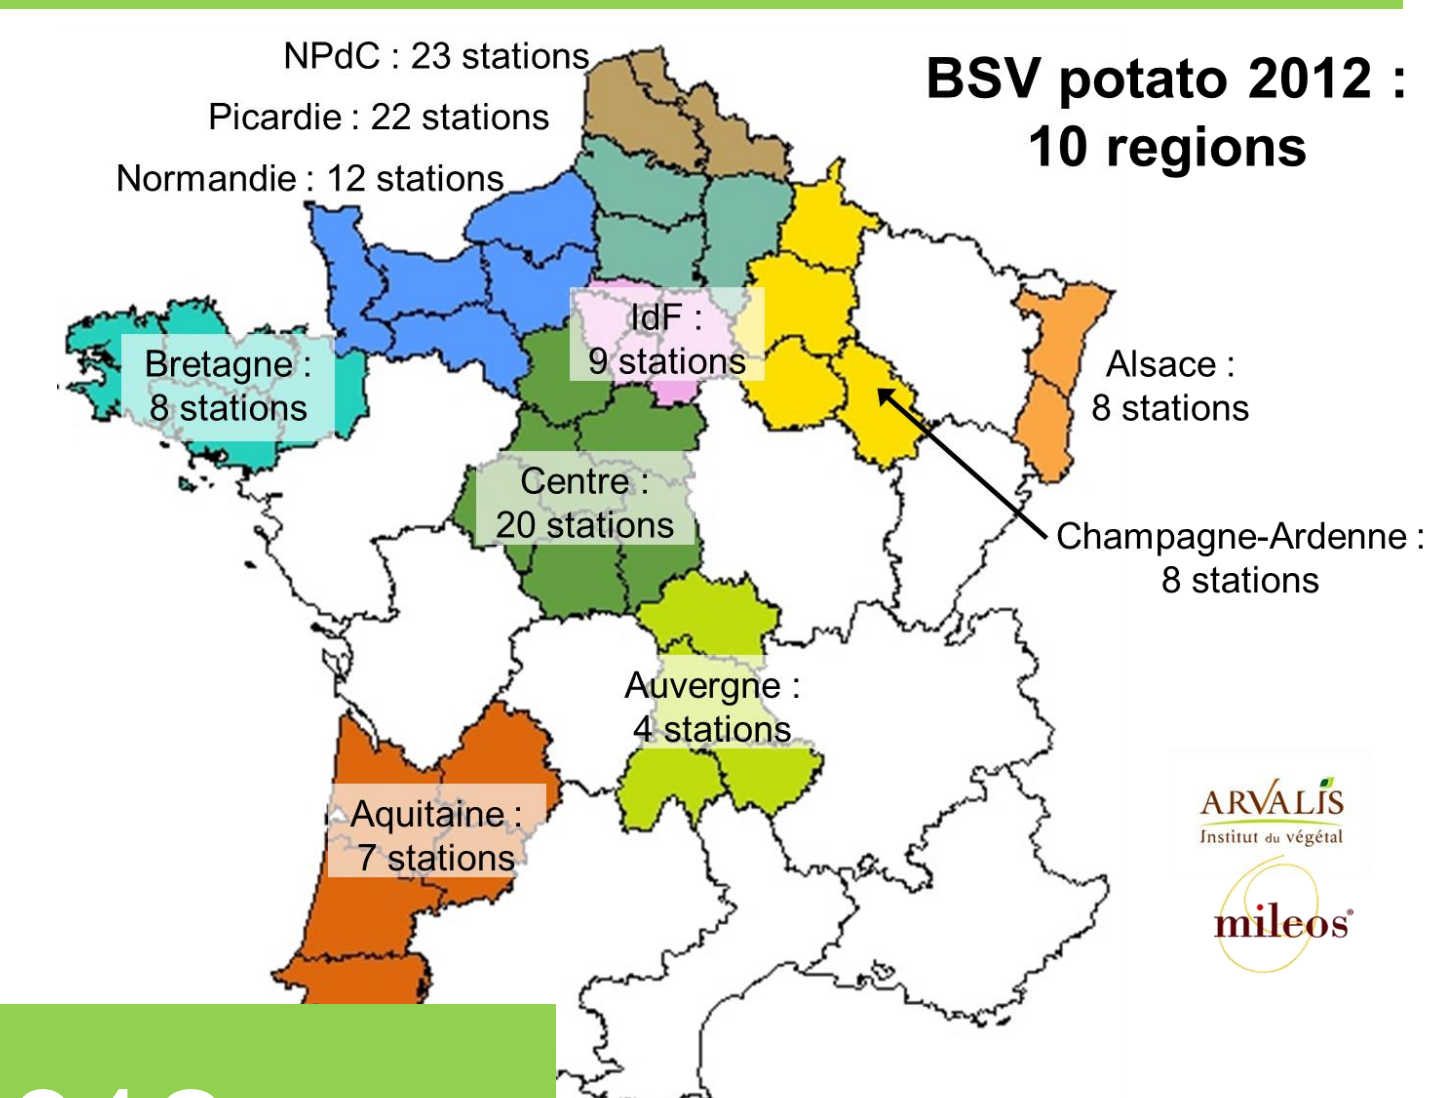 NPdC : 23 stations
BSV potato 2012 :
10 regions
Picardie : 22 stations
Normandie : 12 stations
IdF :
9 stations
Bretagne :
8 stations
Alsace :
8 stations
Centre :
20 stations
Champagne-Ardenne :
8 stations
Auvergne :
4 stations
Aquitaine :
7 stations
ARVALIS
Institut du végétal
mileos®